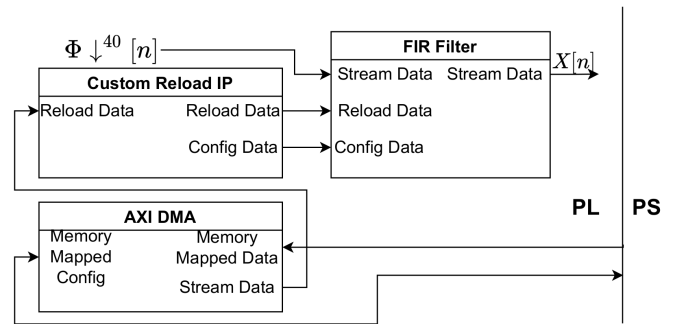 Φ ↓⁴⁰ [n]
FIR Filter
Stream Data Stream Data
X[n]
Custom Reload IP
Reload Data Reload Data
Reload Data
Config Data
Config Data
PL PS
AXI DMA
Memory
Mapped
Config
Memory
Mapped Data
Stream Data